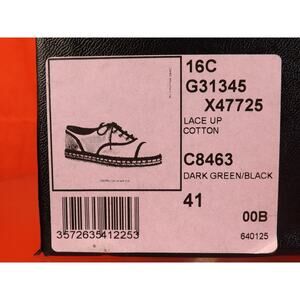 16C
G31345
X47725
LACE UP
COTTON
C8463
DARK GREEN/BLACK
41
00B
3572635412253
640125